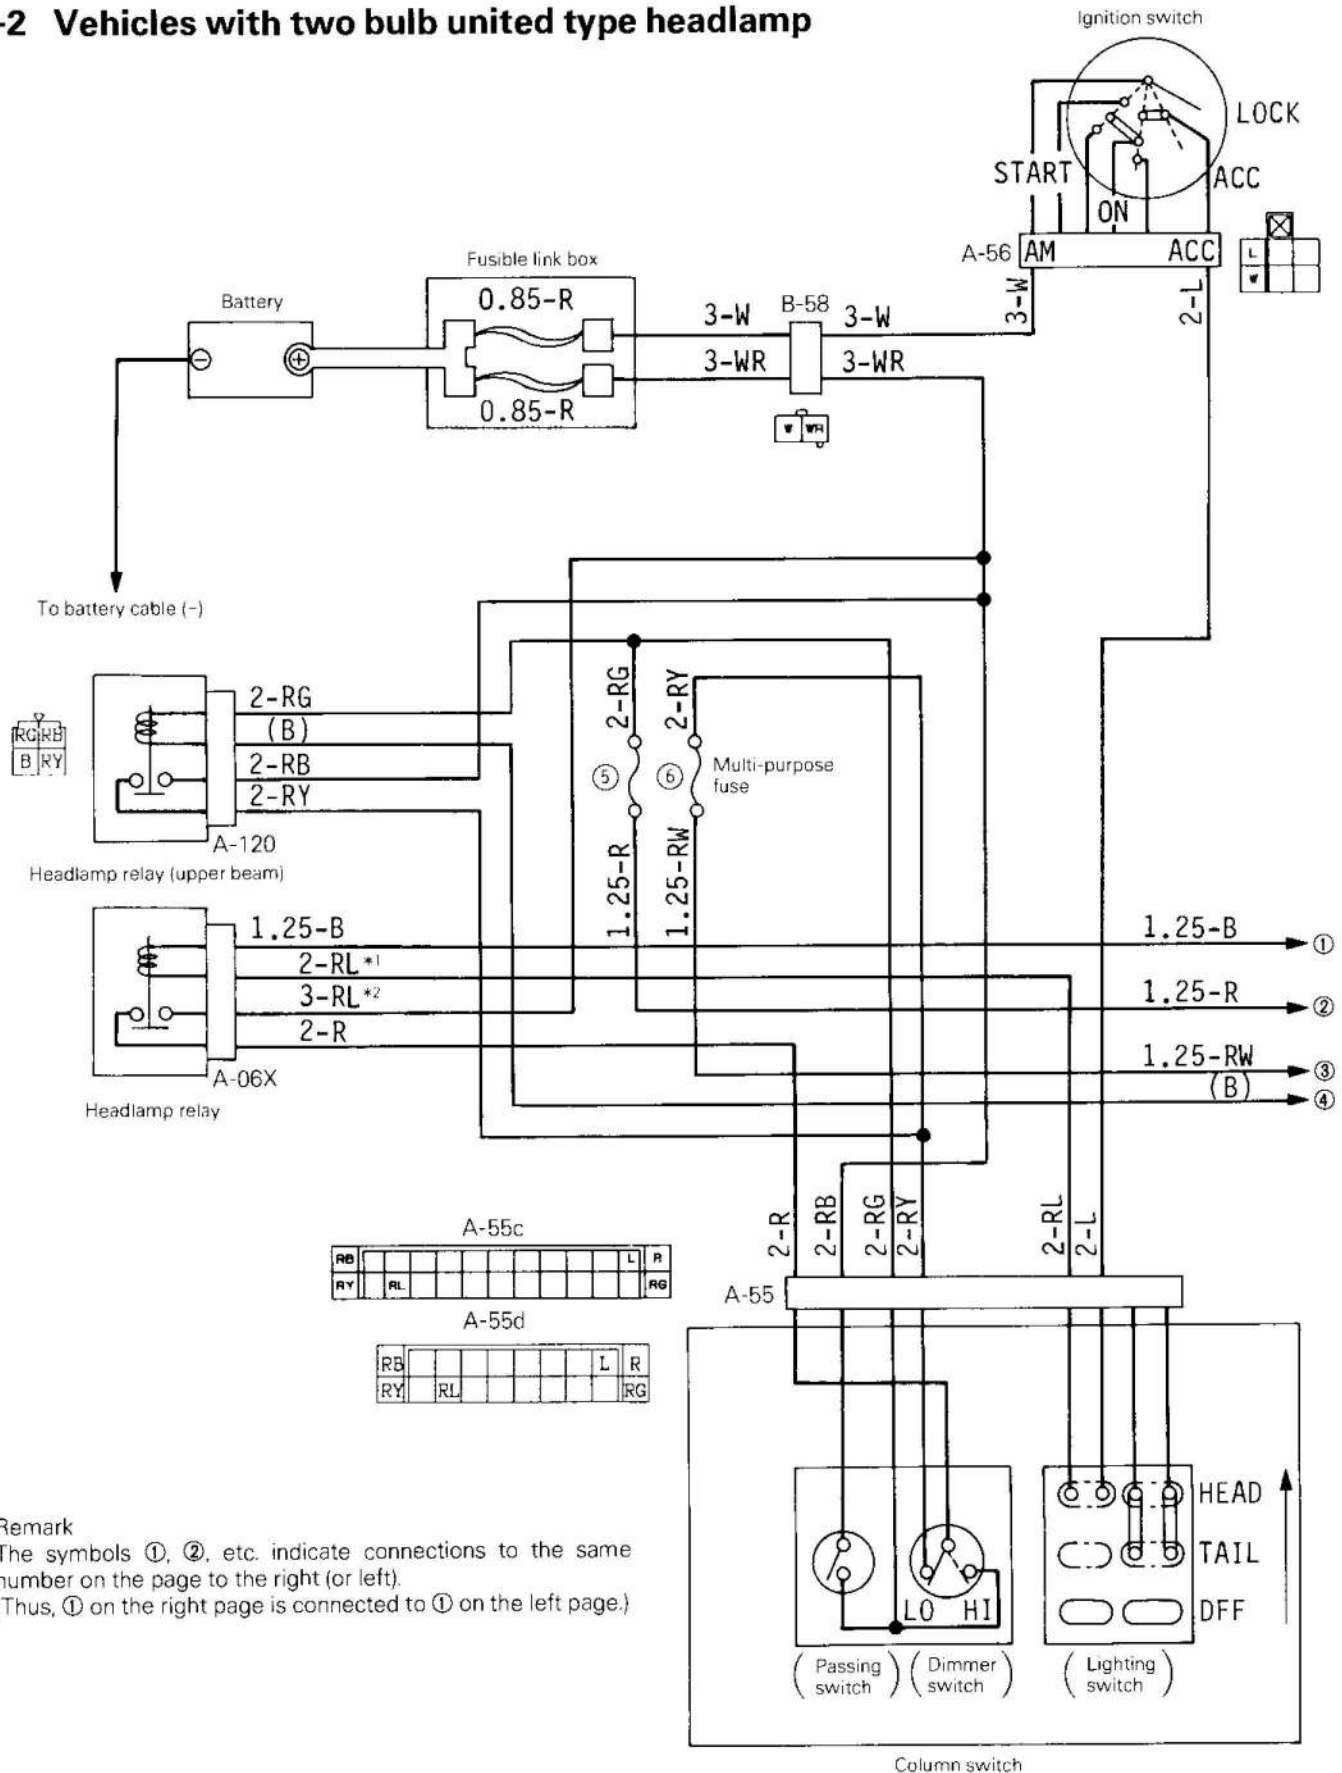 -2 Vehicles with two bulb united type headlamp
Ignition switch
LOCK
START
ACC
ON
A-56
AM
ACC
L
W
Fusible link box
0.85-R
Battery
3-W
B-58
3-W
3-W
2-L
3-WR
3-WR
0.85-R
W WR
To battery cable (-)
2-RG
2-RY
2-RG
(B)
RG RB
B RY
2-RB
2-RY
⑤
⑥
Multi-purpose
fuse
A-120
Headlamp relay (upper beam)
1.25-R
1.25-RW
1.25-B
1.25-B
①
2-RL*1
3-RL*2
1.25-R
②
2-R
1.25-RW
③
(B)
④
A-06X
Headlamp relay
2-R
2-RB
2-RG
2-RY
2-RL
2-L
A-55c
RB L R
RY RL RG
A-55
A-55d
RB L R
RY RL RG
HEAD
TAIL
OFF
LO HI
Remark
The symbols ①, ②, etc. indicate connections to the same
number on the page to the right (or left).
(Thus, ① on the right page is connected to ① on the left page.)
(Passing
switch)
(Dimmer
switch)
(Lighting
switch)
Column switch